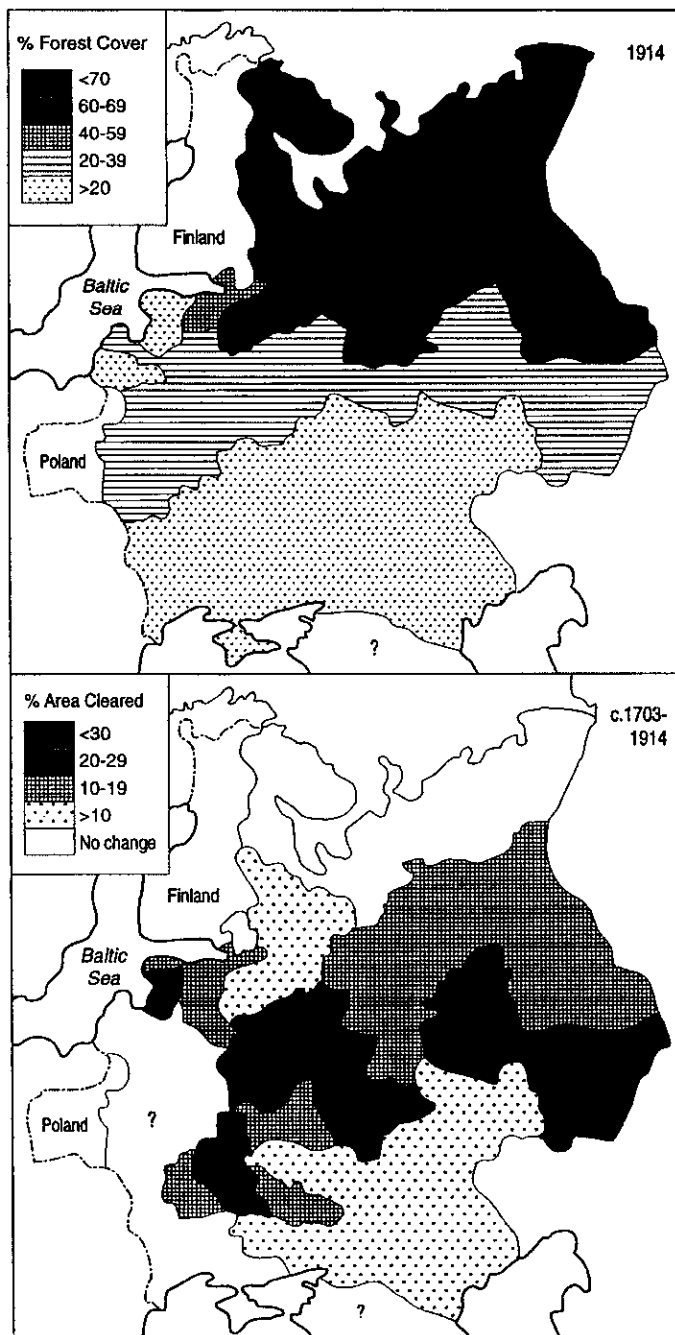 % Forest Cover
<70
60-69
40-59
20-39
>20
1914
Finland
Baltic
Sea
Poland
?
% Area Cleared
<30
20-29
10-19
>10
No change
c.1703-
1914
Finland
Baltic
Sea
Poland
?
?